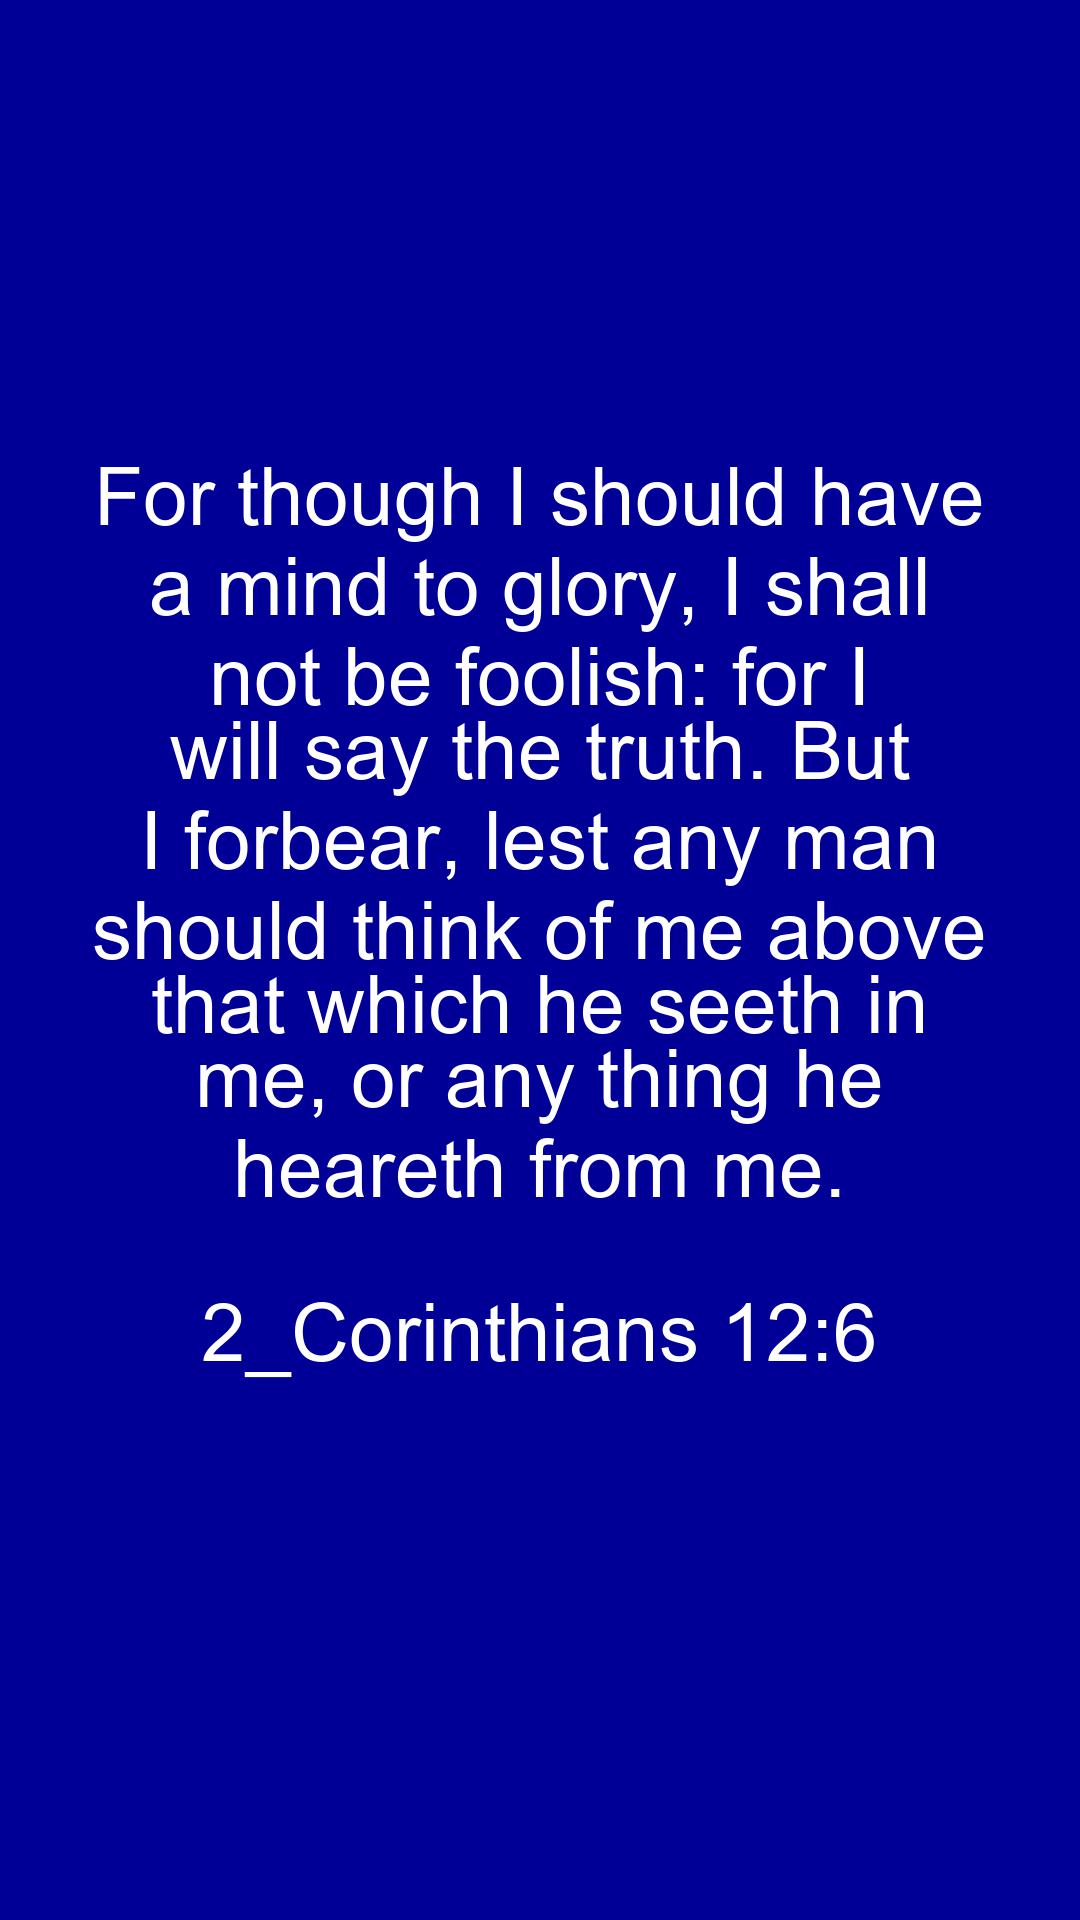 For though I should have
a mind to glory, I shall
not be foolish: for I
will say the truth. But
I forbear, lest any man
should think of me above
that which he seeth in
me, or any thing he
heareth from me.
2_Corinthians 12:6